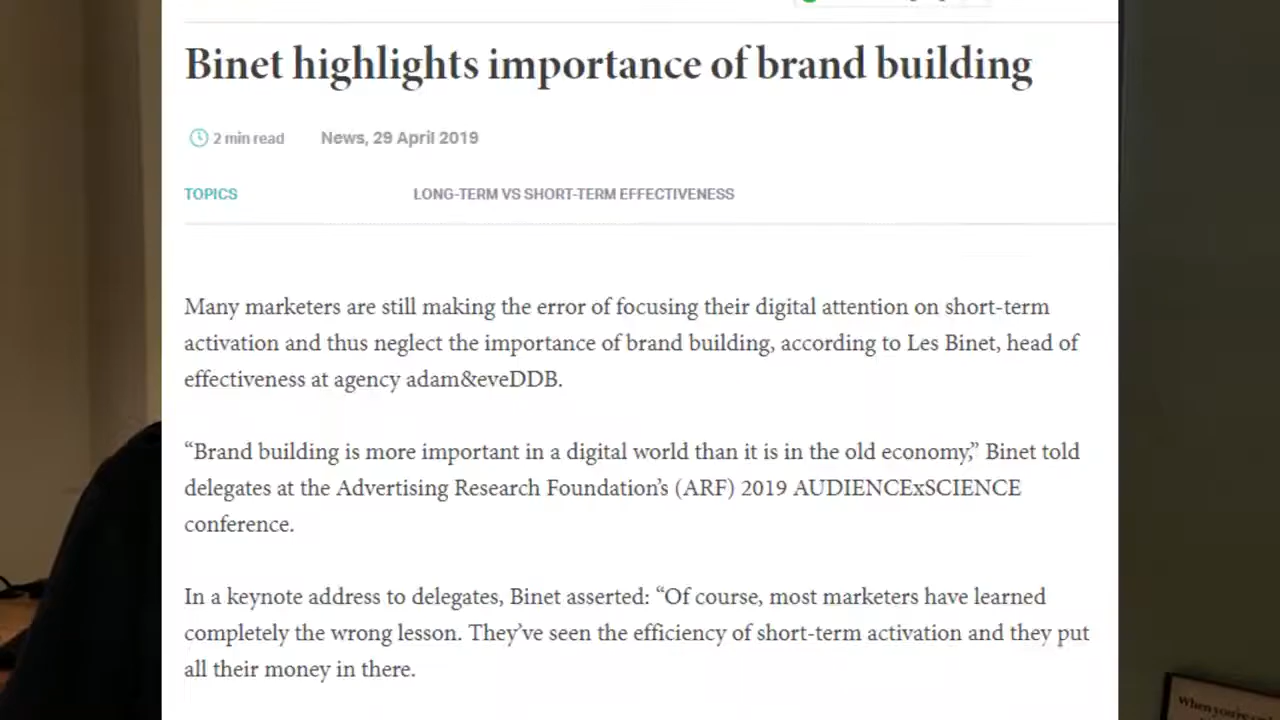 Binet highlights importance of brand building
2 min read News, 29 April 2019
TOPICS LONG-TERM VS SHORT-TERM EFFECTIVENESS
Many marketers are still making the error of focusing their digital attention on short-term
activation and thus neglect the importance of brand building, according to Les Binet, head of
effectiveness at agency adam&eveDDB.
“Brand building is more important in a digital world than it is in the old economy,” Binet told
delegates at the Advertising Research Foundation’s (ARF) 2019 AUDIENCExSCIENCE
conference.
In a keynote address to delegates, Binet asserted: “Of course, most marketers have learned
completely the wrong lesson. They’ve seen the efficiency of short-term activation and they put
all their money in there.
When you're